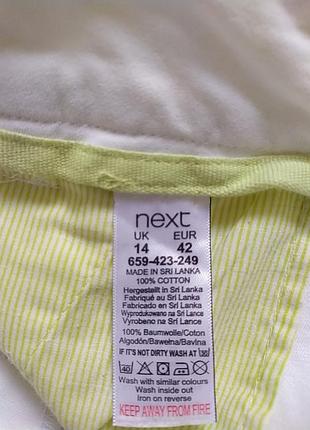 next
UK EUR
14 42
659-423-249
MADE IN SRI LANKA
100% COTTON
Hergestellt in Sri Lanka
Fabriqué au Sri Lanka
Fabricado en Sri Lanka
Wyprodukowano na Sri Lance
Vyrobeno na Srí Lance
100% Baumwolle/Coton
Algodón/Bawełna/Bavlna
IF IT'S NOT DIRTY WASH AT 30
40
Wash with similar colours
Wash inside out
Iron on reverse
KEEP AWAY FROM FIRE